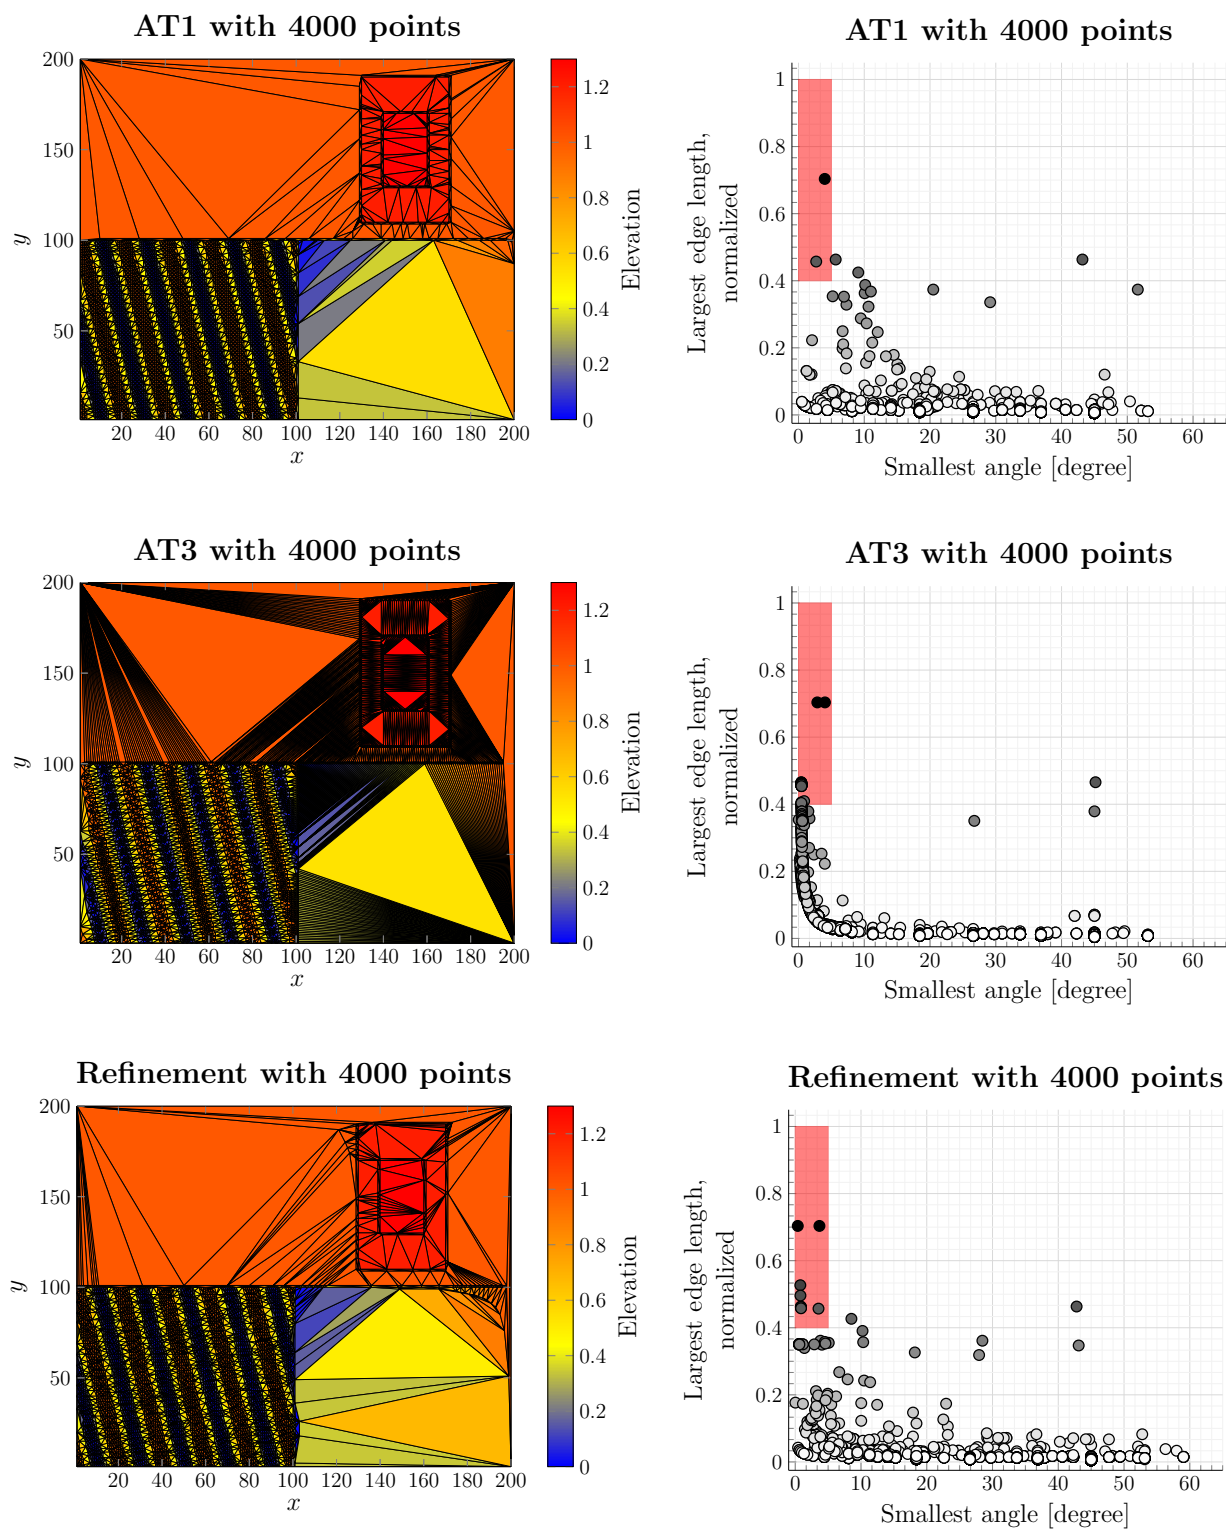 AT1 with 4000 points
200
150
100
50
20 40 60 80 100 120 140 160 180 200
x
y
1.2
1
0.8
0.6
0.4
0.2
0
Elevation
AT1 with 4000 points
1
0.8
0.6
0.4
0.2
0
0 10 20 30 40 50 60
Smallest angle [degree]
Largest edge length,
normalized
AT3 with 4000 points
200
150
100
50
20 40 60 80 100 120 140 160 180 200
x
y
1.2
1
0.8
0.6
0.4
0.2
0
Elevation
AT3 with 4000 points
1
0.8
0.6
0.4
0.2
0
0 10 20 30 40 50 60
Smallest angle [degree]
Largest edge length,
normalized
Refinement with 4000 points
200
150
100
50
20 40 60 80 100 120 140 160 180 200
x
y
1.2
1
0.8
0.6
0.4
0.2
0
Elevation
Refinement with 4000 points
1
0.8
0.6
0.4
0.2
0
0 10 20 30 40 50 60
Smallest angle [degree]
Largest edge length,
normalized